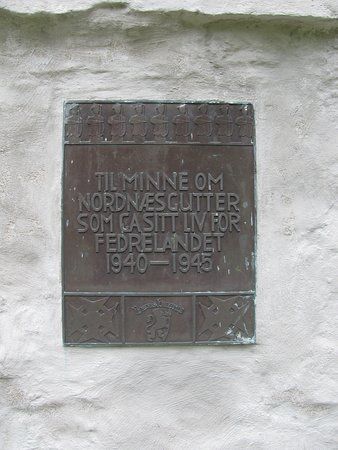 TIL MINNE OM
NORDNÆSGUTTER
SOM GA SITT LIV FOR
FEDRELANDET
1940—1945